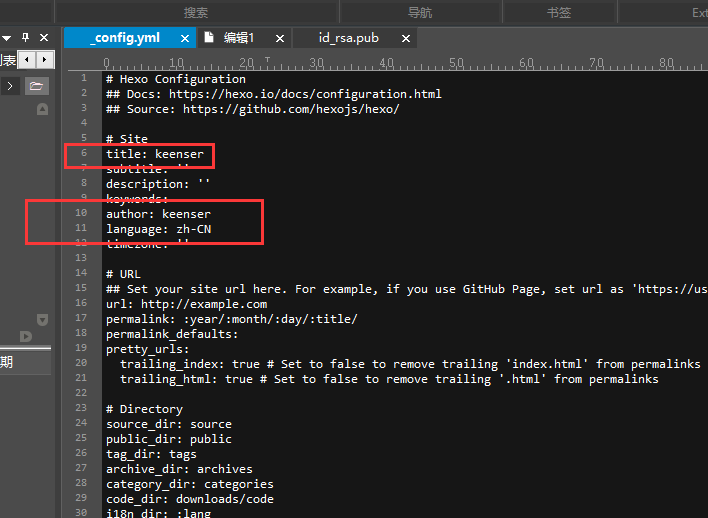 搜索 导航 书签 Ext
_config.yml × 编辑1 × id_rsa.pub ×
列表
0 10 20 30 40 50 60 70 80
1 # Hexo Configuration
2 ## Docs: https://hexo.io/docs/configuration.html
3 ## Source: https://github.com/hexojs/hexo/
4
5 # Site
6 title: keenser
7 subtitle: ''
8 description: ''
9 keywords:
10 author: keenser
11 language: zh-CN
12 timezone: ''
13
14 # URL
15 ## Set your site url here. For example, if you use GitHub Page, set url as 'https://us
16 url: http://example.com
17 permalink: :year/:month/:day/:title/
18 permalink_defaults:
19 pretty_urls:
期
20 trailing_index: true # Set to false to remove trailing 'index.html' from permalinks
21 trailing_html: true # Set to false to remove trailing '.html' from permalinks
22
23 # Directory
24 source_dir: source
25 public_dir: public
26 tag_dir: tags
27 archive_dir: archives
28 category_dir: categories
29 code_dir: downloads/code
30 i18n_dir: :lang